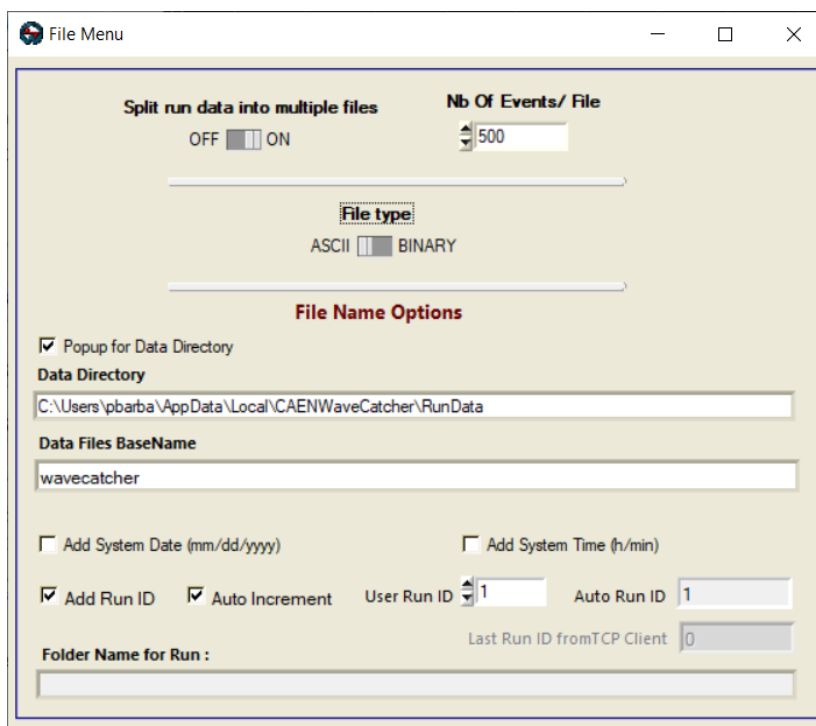 File Menu
Split run data into multiple files
Nb Of Events/ File
OFF ON
500
File type
ASCII BINARY
File Name Options
Popup for Data Directory
Data Directory
C:\Users\pbarba\AppData\Local\CAENWaveCatcher\RunData
Data Files BaseName
wavecatcher
Add System Date (mm/dd/yyyy)
Add System Time (h/min)
Add Run ID
Auto Increment
User Run ID 1
Auto Run ID 1
Last Run ID fromTCP Client 0
Folder Name for Run :